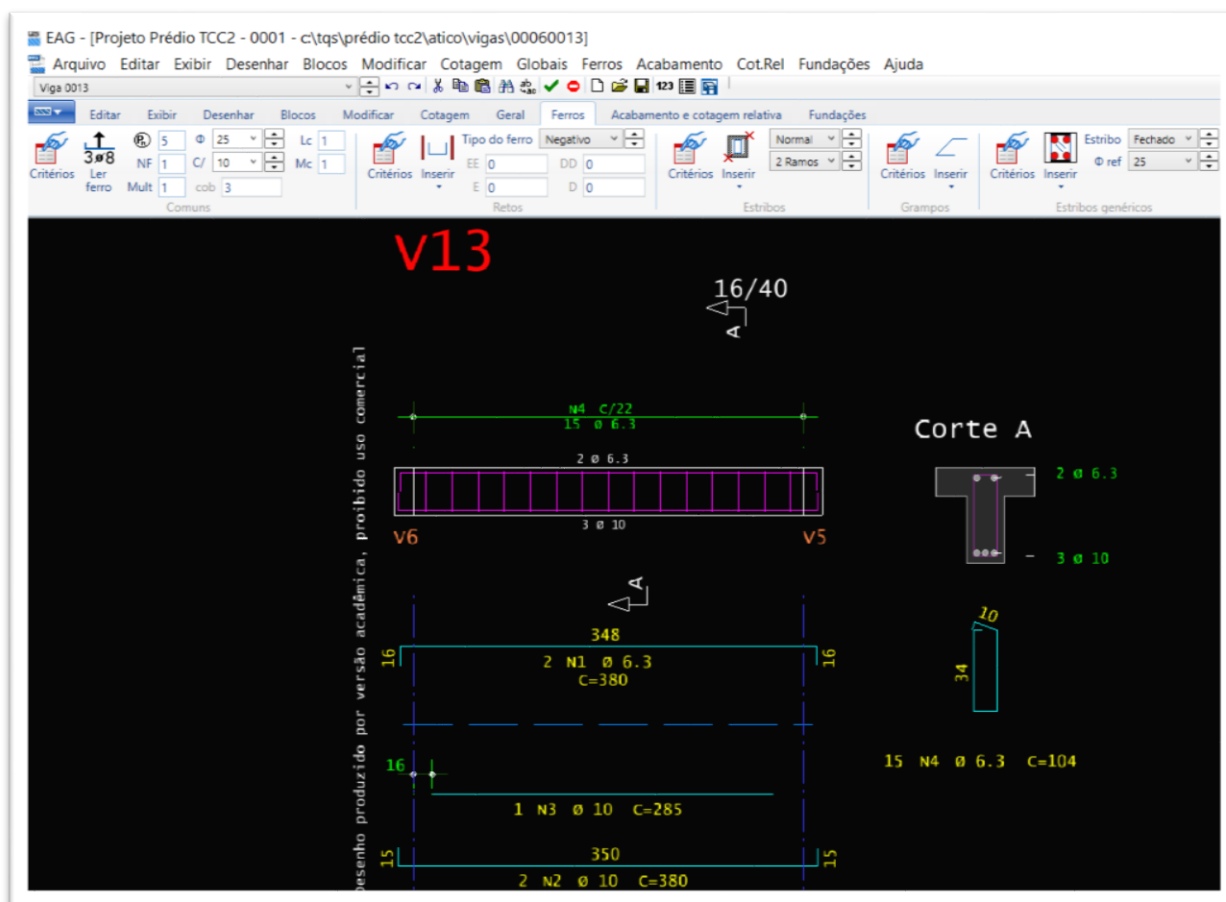 EAG - [Projeto Prédio TCC2 - 0001 - c:\tqs\prédio tcc2\atico\vigas\00060013]
Arquivo Editar Exibir Desenhar Blocos Modificar Cotagem Globais Ferros Acabamento Cot.Rel Fundações Ajuda
Viga 0013 123
Editar Exibir Desenhar Blocos Modificar Cotagem Geral Ferros Acabamento e cotagem relativa Fundações
5 Φ 25 Lc 1 Tipo do ferro Negativo Normal Estribo Fechado
3ø8 NF 1 C/ 10 Mc 1 EE 0 DD 0 2 Ramos Φ ref 25
Critérios Ler ferro Mult 1 cob 3 Critérios Inserir E 0 D 0 Critérios Inserir Critérios Inserir Critérios Inserir
Comuns Retos Estribos Grampos Estribos genéricos
V13
16/40
A
N4 C/22
15 ø 6.3
Corte A
2 ø 6.3
2 ø 6.3
3 ø 10
V6 V5
3 ø 10
A
10
348
16 16
2 N1 ø 6.3
C=380
34
16
15 N4 ø 6.3 C=104
1 N3 ø 10 C=285
350
15 15
2 N2 ø 10 C=380
Desenho produzido por versão acadêmica, proibido uso comercial